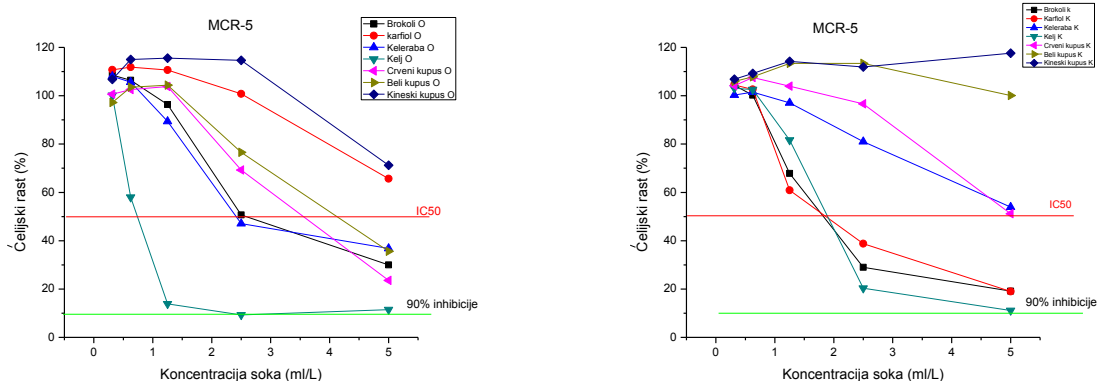 MCR-5
Brokoli O
karfiol O
Keleraba O
Kelj O
Crveni kupus O
Beli kupus O
Kineski kupus O
120
100
80
60
40
20
0
Ćelijski rast (%)
IC50
90% inhibicije
0 1 2 3 4 5
Koncentracija soka (ml/L)
MCR-5
Brokoli k
Karfiol K
Keleraba K
Kelj K
Crveni kupus K
Beli kupus K
Kineski kupus K
120
100
80
60
40
20
0
Ćelijski rast (%)
IC50
90% inhibicije
0 1 2 3 4 5
Koncentracija soka (ml/L)